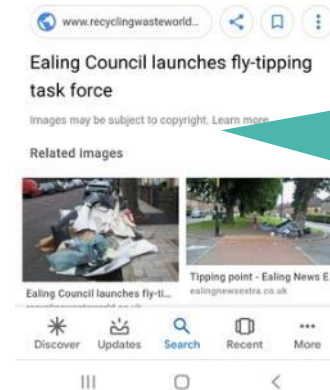 www.recyclingwasteworld...
Ealing Council launches fly-tipping
task force
Images may be subject to copyright. Learn more
Related images
Ealing Council launches fly-ti...
Tipping point - Ealing News E
ealingnewsextra.co.uk
Discover Updates Search Recent More